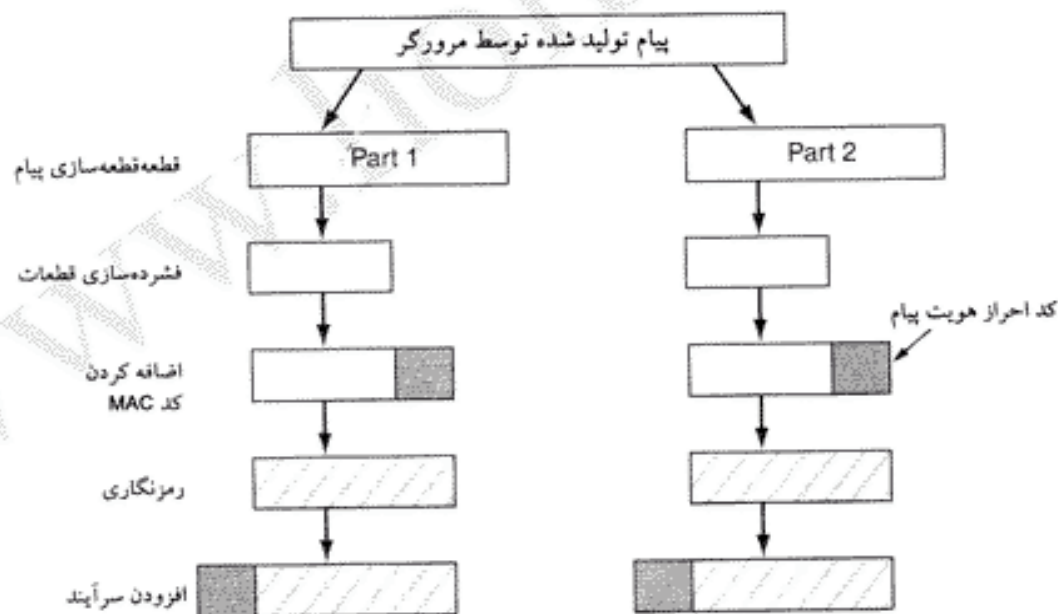 پیام تولید شده توسط مرورگر
قطعه‌قطعه‌سازی پیام
Part 1
Part 2
فشرده‌سازی قطعات
کد احراز هویت پیام
اضافه کردن
کد MAC
رمزنگاری
افزودن سرآیند